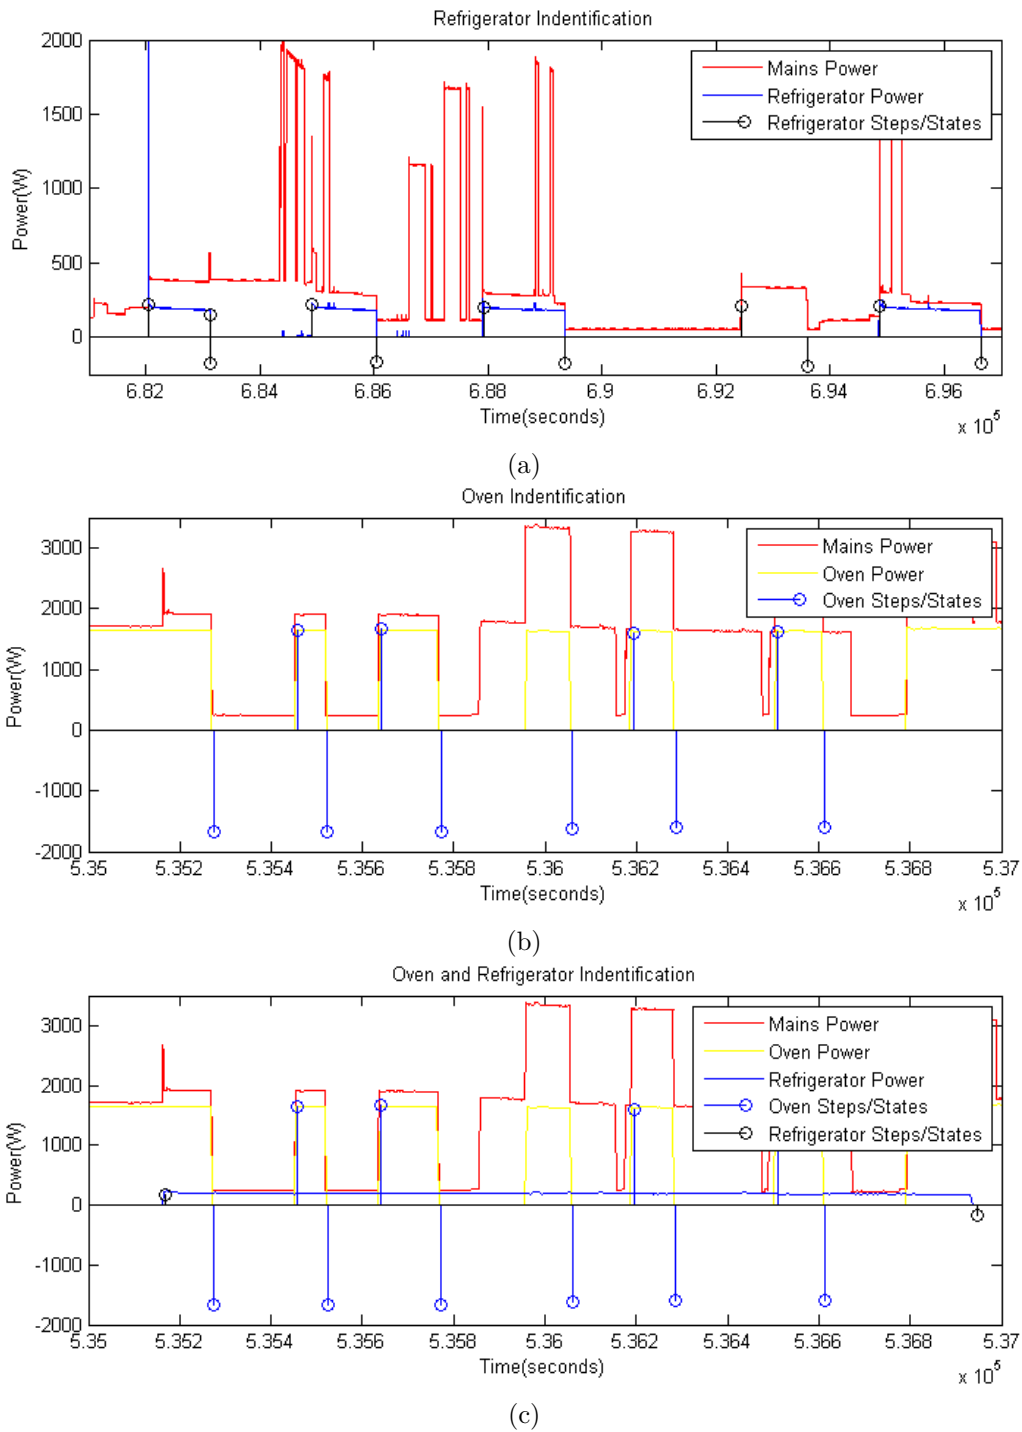 Refrigerator Indentification
2000
1500
1000
500
0
Power(W)
Mains Power
Refrigerator Power
Refrigerator Steps/States
6.82 6.84 6.86 6.88 6.9 6.92 6.94 6.96
Time(seconds)
x 10^5
(a)
Oven Indentification
3000
2000
1000
0
-1000
-2000
Power(W)
Mains Power
Oven Power
Oven Steps/States
5.35 5.352 5.354 5.356 5.358 5.36 5.362 5.364 5.366 5.368 5.37
Time(seconds)
x 10^5
(b)
Oven and Refrigerator Indentification
3000
2000
1000
0
-1000
-2000
Power(W)
Mains Power
Oven Power
Refrigerator Power
Oven Steps/States
Refrigerator Steps/States
5.35 5.352 5.354 5.356 5.358 5.36 5.362 5.364 5.366 5.368 5.37
Time(seconds)
x 10^5
(c)